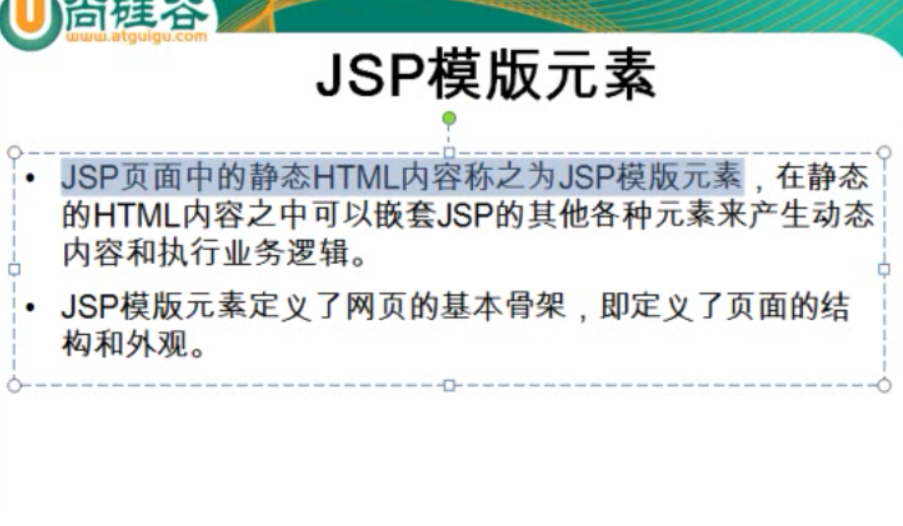 尚硅谷
www.atguigu.com
JSP模版元素
• JSP页面中的静态HTML内容称之为JSP模版元素，在静态
的HTML内容之中可以嵌套JSP的其他各种元素来产生动态
内容和执行业务逻辑。
• JSP模版元素定义了网页的基本骨架，即定义了页面的结
构和外观。